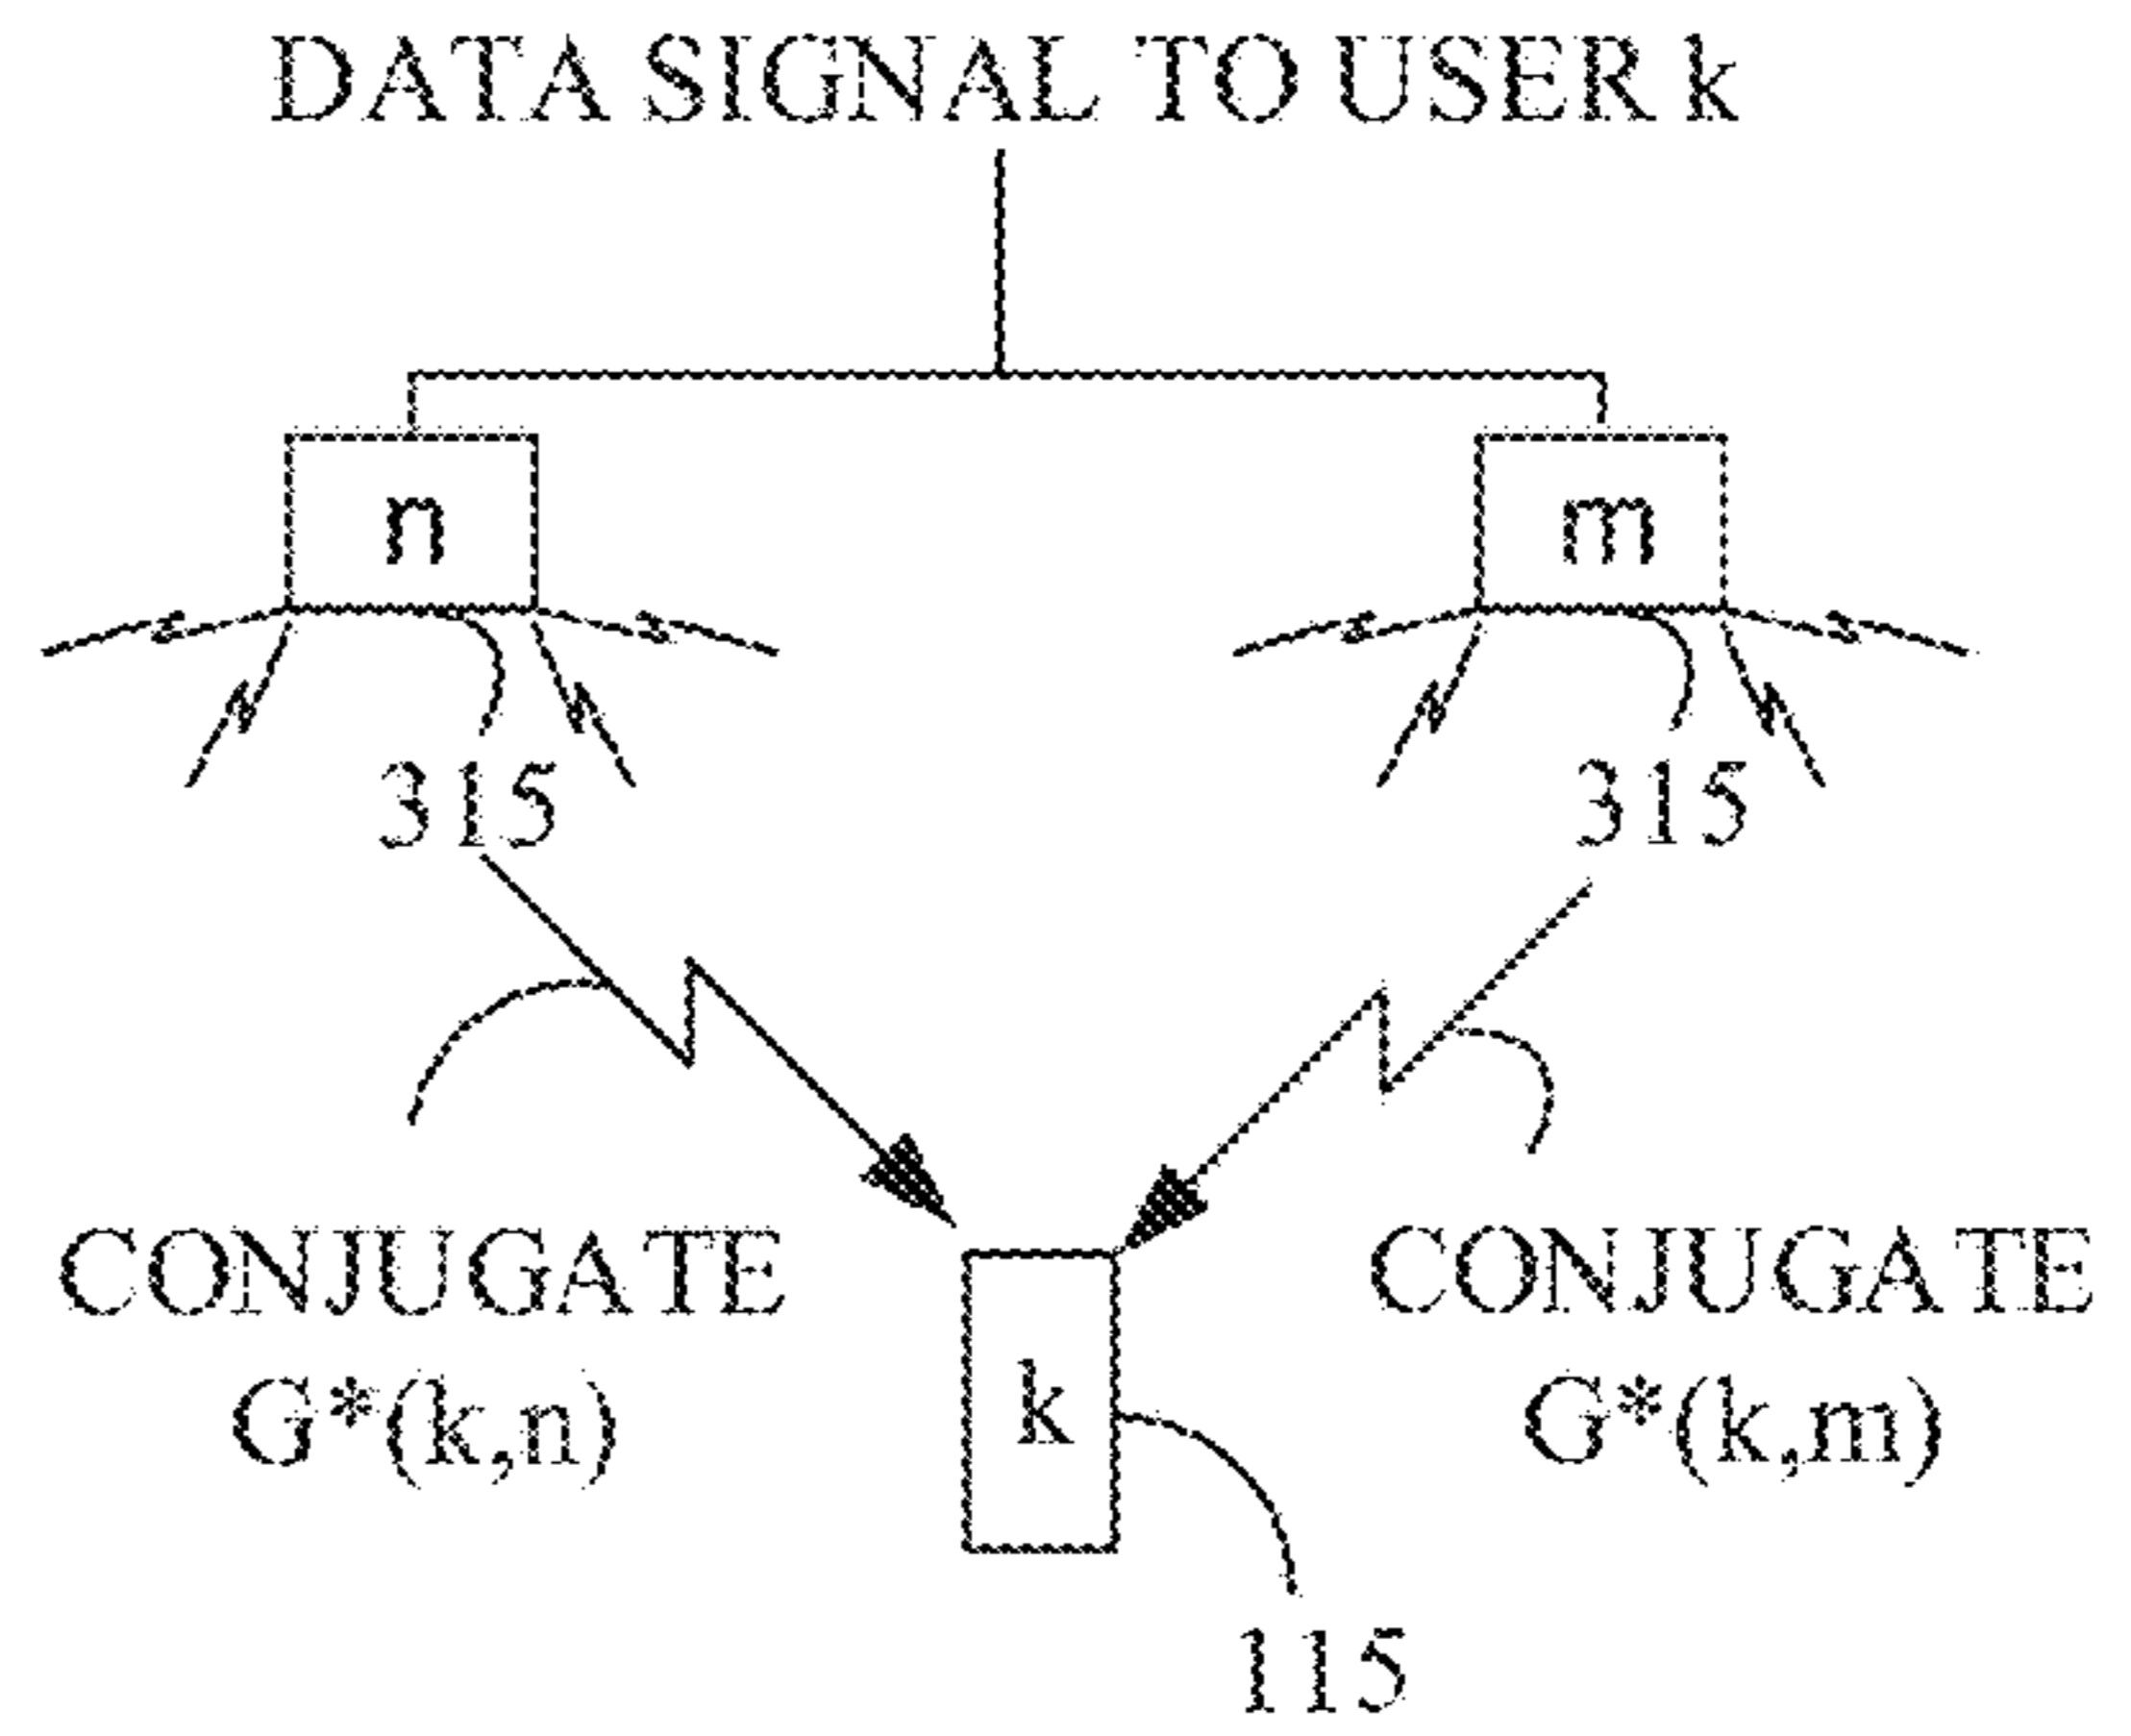 DATA SIGNAL TO USER k
n
m
315
315
CONJUGATE
G*(k,n)
CONJUGATE
G*(k,m)
k
115